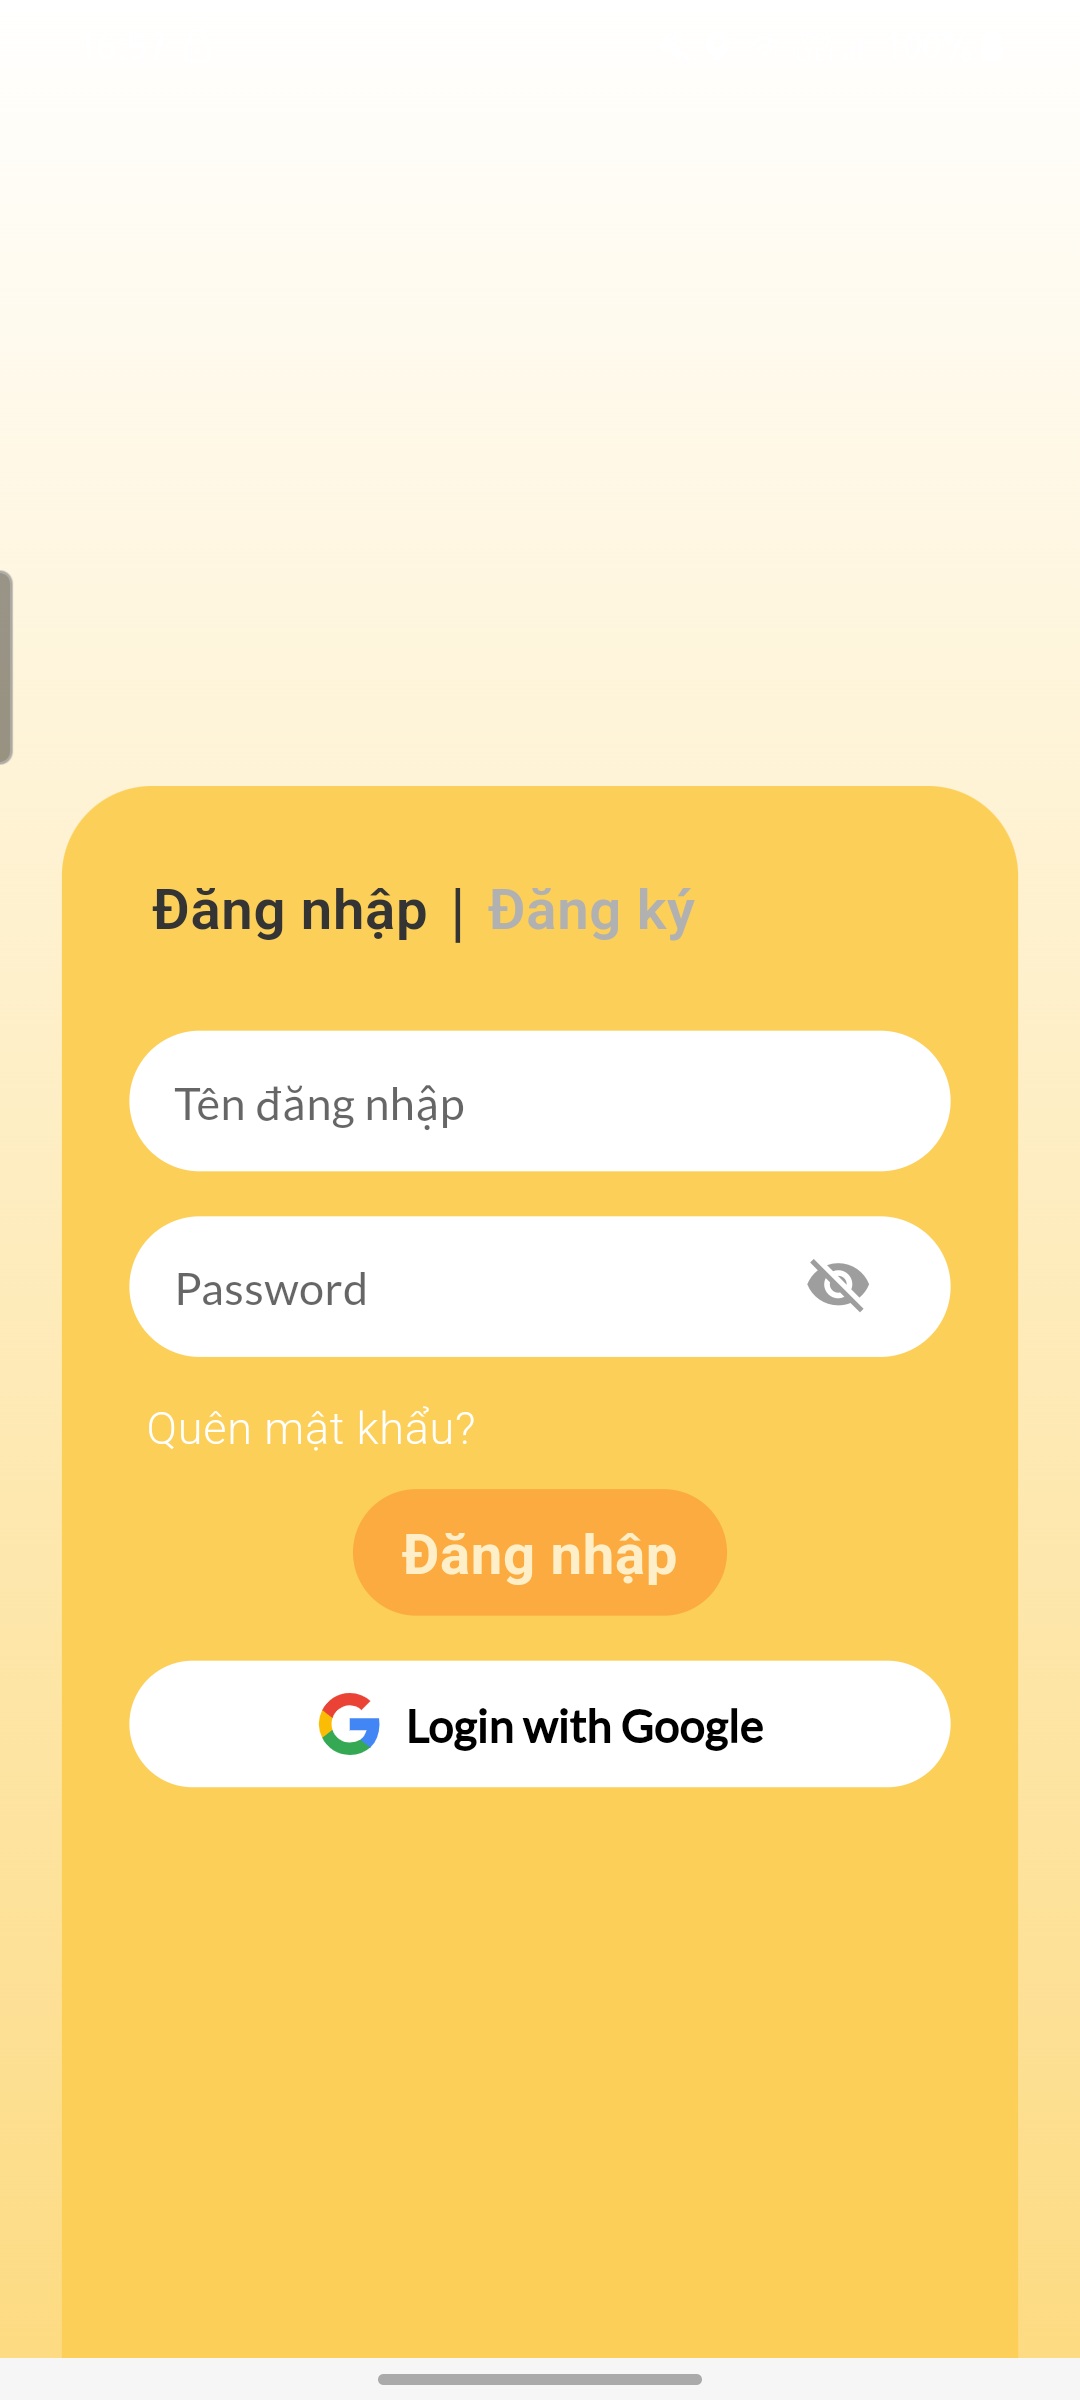 Đăng nhập | Đăng ký
Tên đăng nhập
Password
Quên mật khẩu?
Đăng nhập
Login with Google